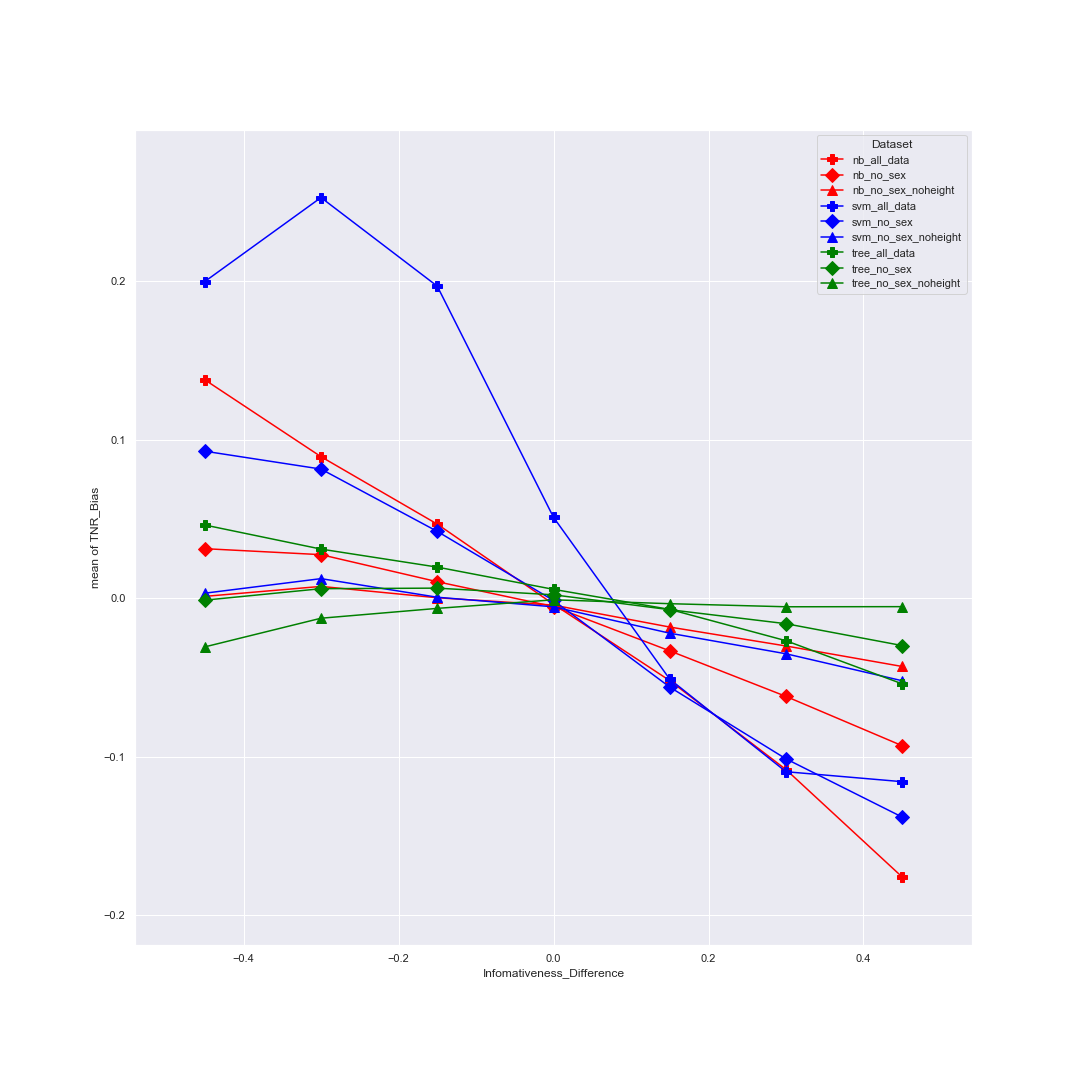 Dataset
nb_all_data
nb_no_sex
nb_no_sex_noheight
svm_all_data
svm_no_sex
svm_no_sex_noheight
tree_all_data
tree_no_sex
tree_no_sex_noheight
0.2
0.1
0.0
−0.1
−0.2
mean of TNR_Bias
−0.4
−0.2
0.0
0.2
0.4
Infomativeness_Difference